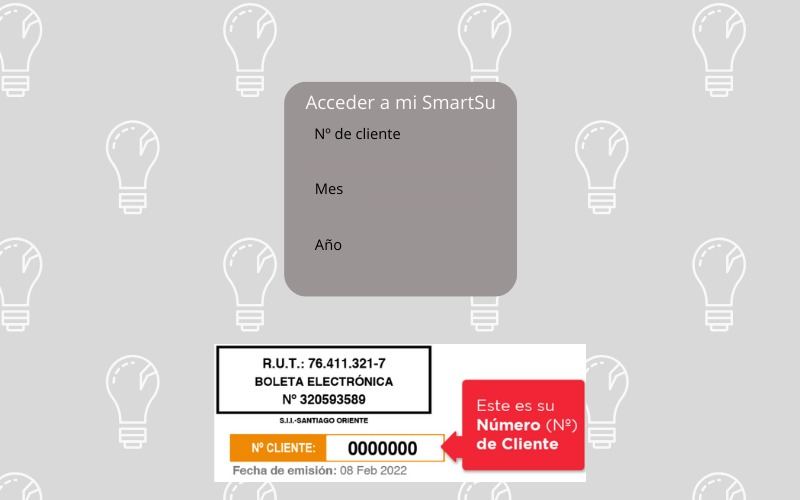 Acceder a mi SmartSu
Nº de cliente
Mes
Año
R.U.T.: 76.411.321-7
BOLETA ELECTRÓNICA
Nº 320593589
S.I.I.-SANTIAGO ORIENTE
Nº CLIENTE: 0000000
Fecha de emisión: 08 Feb 2022
Este es su
Número (Nº)
de Cliente